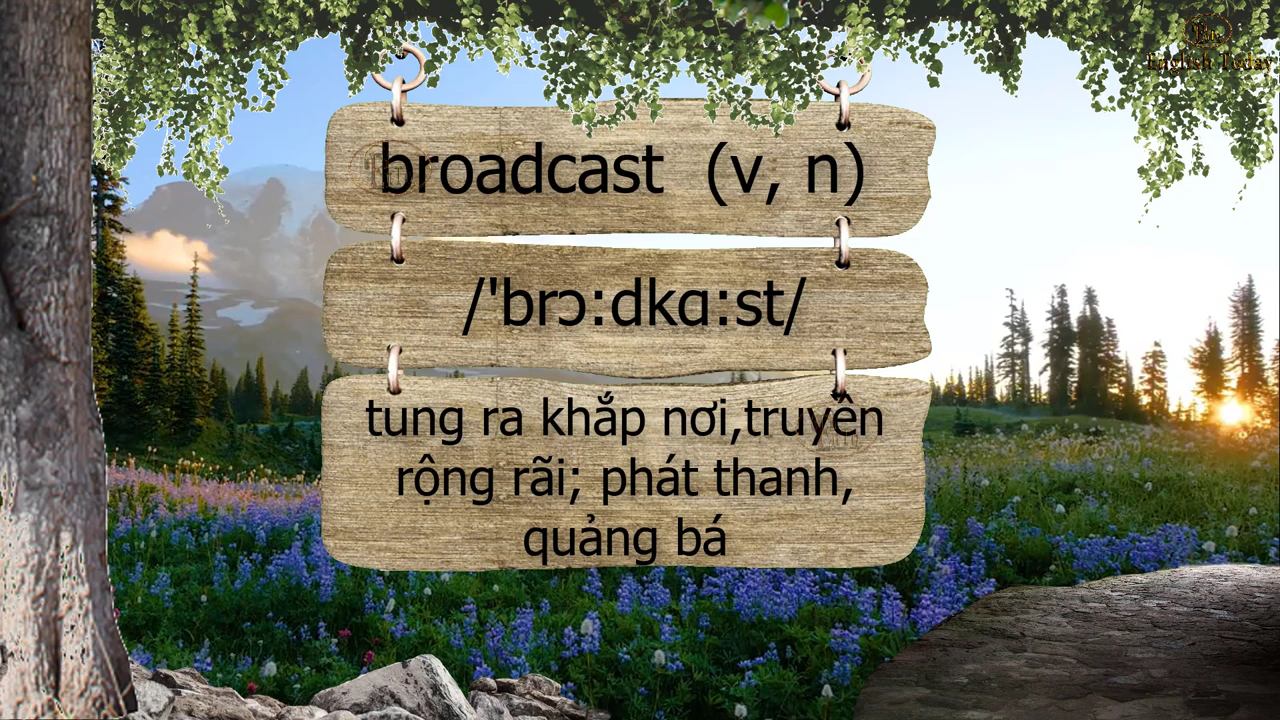 English Today
broadcast (v, n)
/'brɔ:dkɑ:st/
tung ra khắp nơi,truyền
rộng rãi; phát thanh,
quảng bá